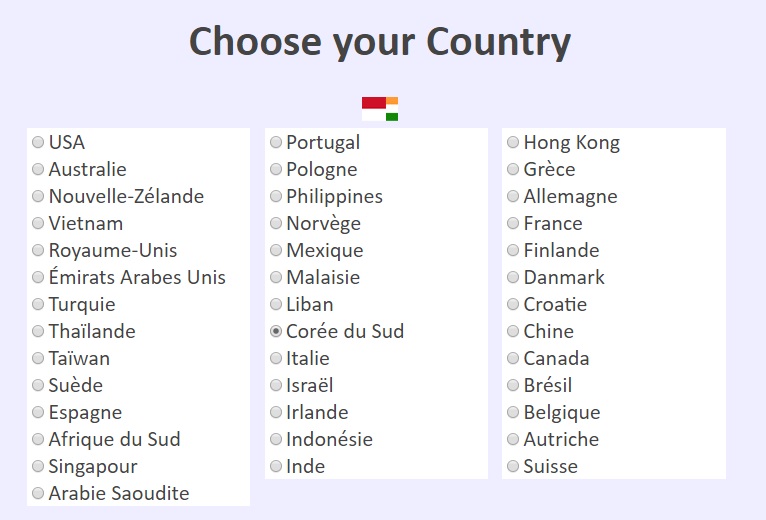 Choose your Country
USA
Australie
Nouvelle-Zélande
Vietnam
Royaume-Unis
Émirats Arabes Unis
Turquie
Thaïlande
Taïwan
Suède
Espagne
Afrique du Sud
Singapour
Arabie Saoudite
Portugal
Pologne
Philippines
Norvège
Mexique
Malaisie
Liban
Corée du Sud
Italie
Israël
Irlande
Indonésie
Inde
Hong Kong
Grèce
Allemagne
France
Finlande
Danmark
Croatie
Chine
Canada
Brésil
Belgique
Autriche
Suisse